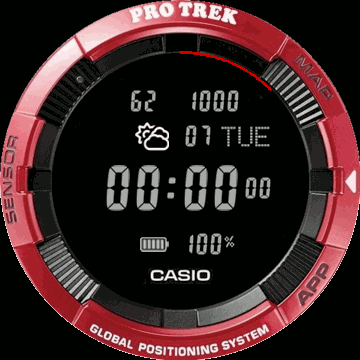 PRO TREK
MAP
SENSOR
62 1000
07 TUE
00:00 00
100%
CASIO
APP
GLOBAL POSITIONING SYSTEM